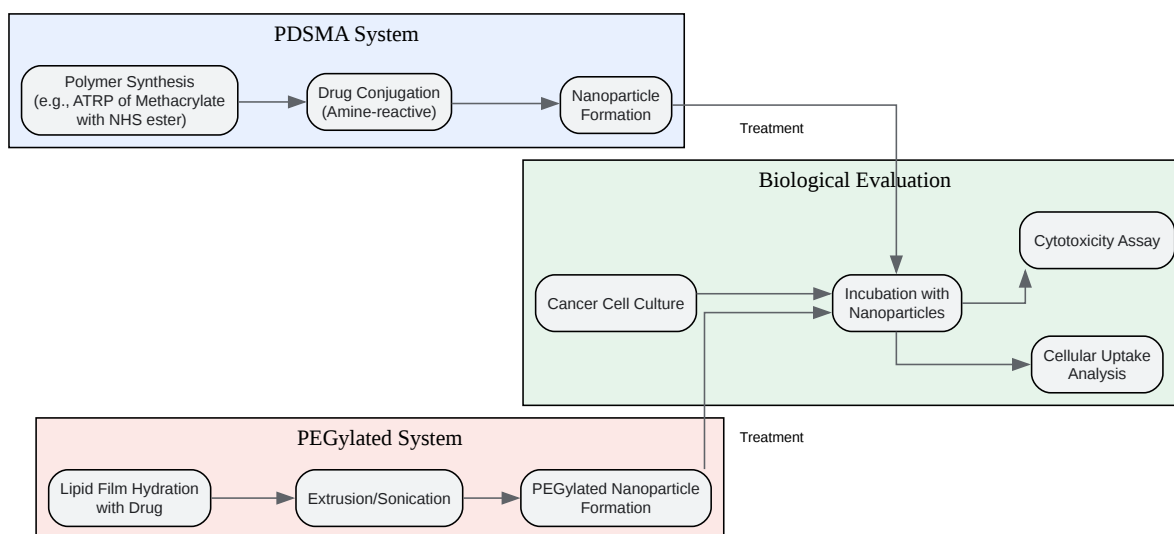 PDSMA System
Polymer Synthesis
(e.g., ATRP of Methacrylate
with NHS ester)
Drug Conjugation
(Amine-reactive)
Nanoparticle
Formation
Treatment
Biological Evaluation
Cytotoxicity Assay
Cancer Cell Culture
Incubation with
Nanoparticles
Cellular Uptake
Analysis
PEGylated System
Treatment
Lipid Film Hydration
with Drug
Extrusion/Sonication
PEGylated Nanoparticle
Formation